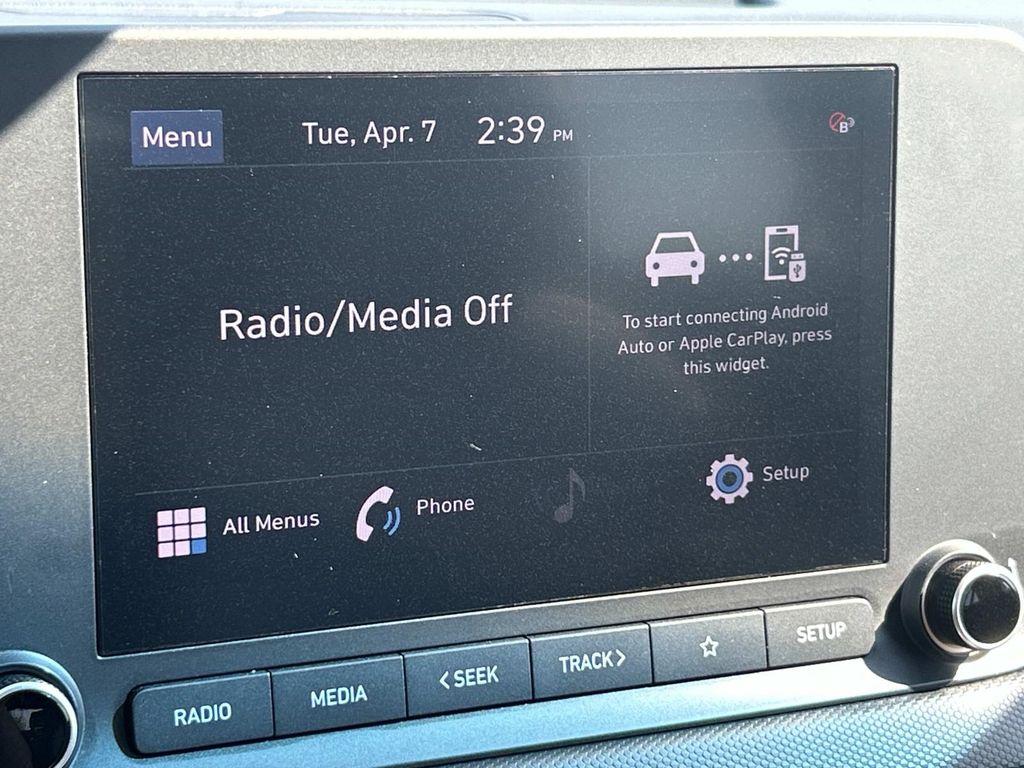 Menu
Tue, Apr. 7 2:39 PM
B
Radio/Media Off
To start connecting Android
Auto or Apple CarPlay, press
this widget.
All Menus
Phone
Setup
RADIO
MEDIA
<SEEK
TRACK>
SETUP